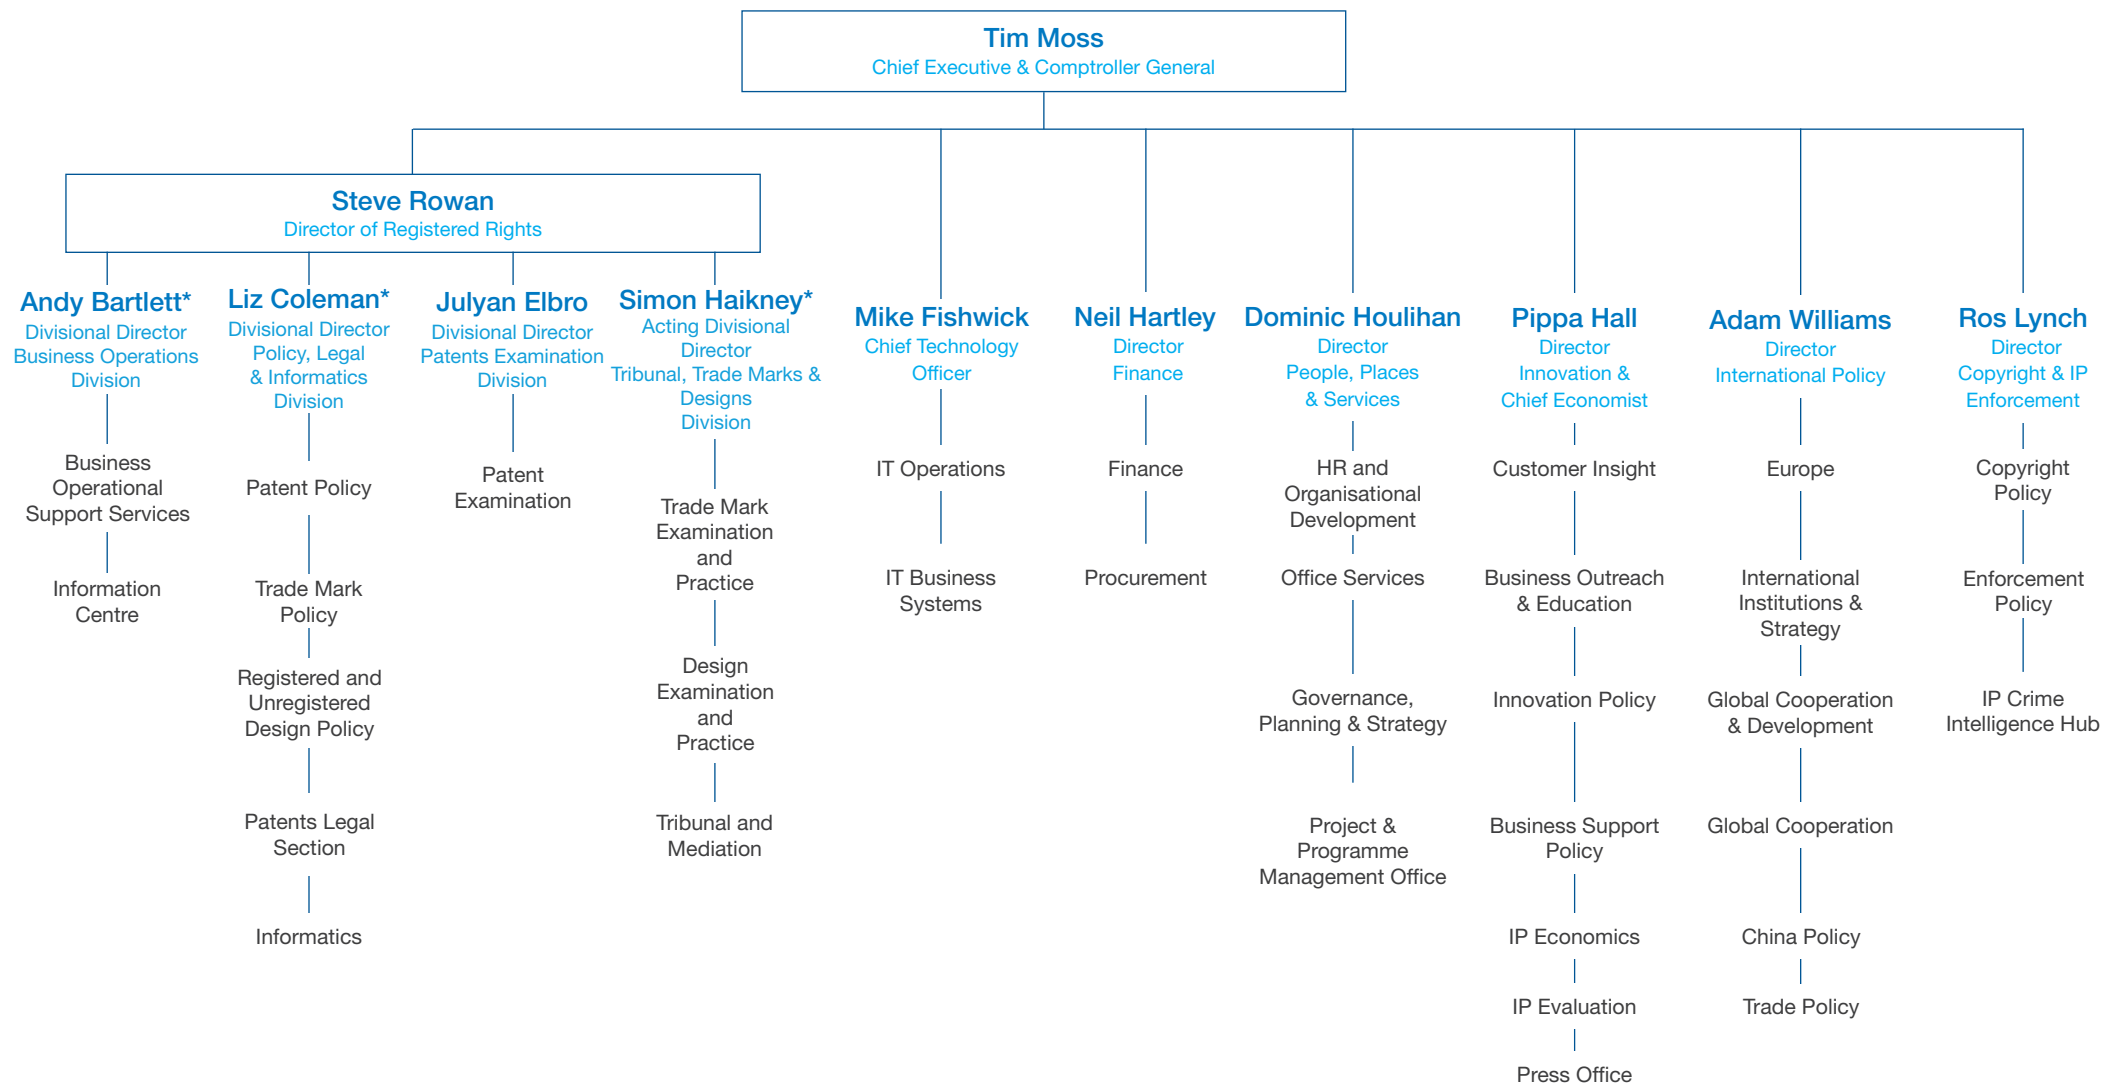 Tim Moss
Chief Executive & Comptroller General
Steve Rowan
Director of Registered Rights
Andy Bartlett*
Divisional Director
Business Operations
Division
Business
Operational
Support Services
Information
Centre
Liz Coleman*
Divisional Director
Policy, Legal
& Informatics
Division
Patent Policy
Trade Mark
Policy
Registered and
Unregistered
Design Policy
Patents Legal
Section
Informatics
Julyan Elbro
Divisional Director
Patents Examination
Division
Patent
Examination
Simon Haikney*
Acting Divisional
Director
Tribunal, Trade Marks &
Designs
Division
Trade Mark
Examination
and
Practice
Design
Examination
and
Practice
Tribunal and
Mediation
Mike Fishwick
Chief Technology
Officer
IT Operations
IT Business
Systems
Neil Hartley
Director
Finance
Finance
Procurement
Dominic Houlihan
Director
People, Places
& Services
HR and
Organisational
Development
Office Services
Governance,
Planning & Strategy
Project &
Programme
Management Office
Pippa Hall
Director
Innovation &
Chief Economist
Customer Insight
Business Outreach
& Education
Innovation Policy
Business Support
Policy
IP Economics
IP Evaluation
Press Office
Adam Williams
Director
International Policy
Europe
International
Institutions &
Strategy
Global Cooperation
& Development
Global Cooperation
China Policy
Trade Policy
Ros Lynch
Director
Copyright & IP
Enforcement
Copyright
Policy
Enforcement
Policy
IP Crime
Intelligence Hub